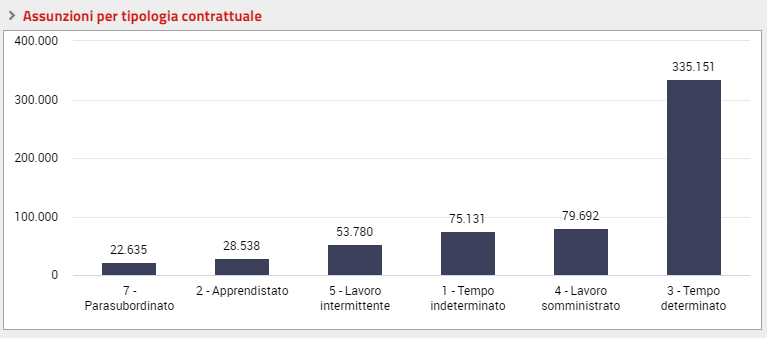 Assunzioni per tipologia contrattuale
400.000
300.000
200.000
100.000
0
22.635
28.538
53.780
75.131
79.692
335.151
7 -
Parasubordinato
2 - Apprendistato
5 - Lavoro
intermittente
1 - Tempo
indeterminato
4 - Lavoro
somministrato
3 - Tempo
determinato